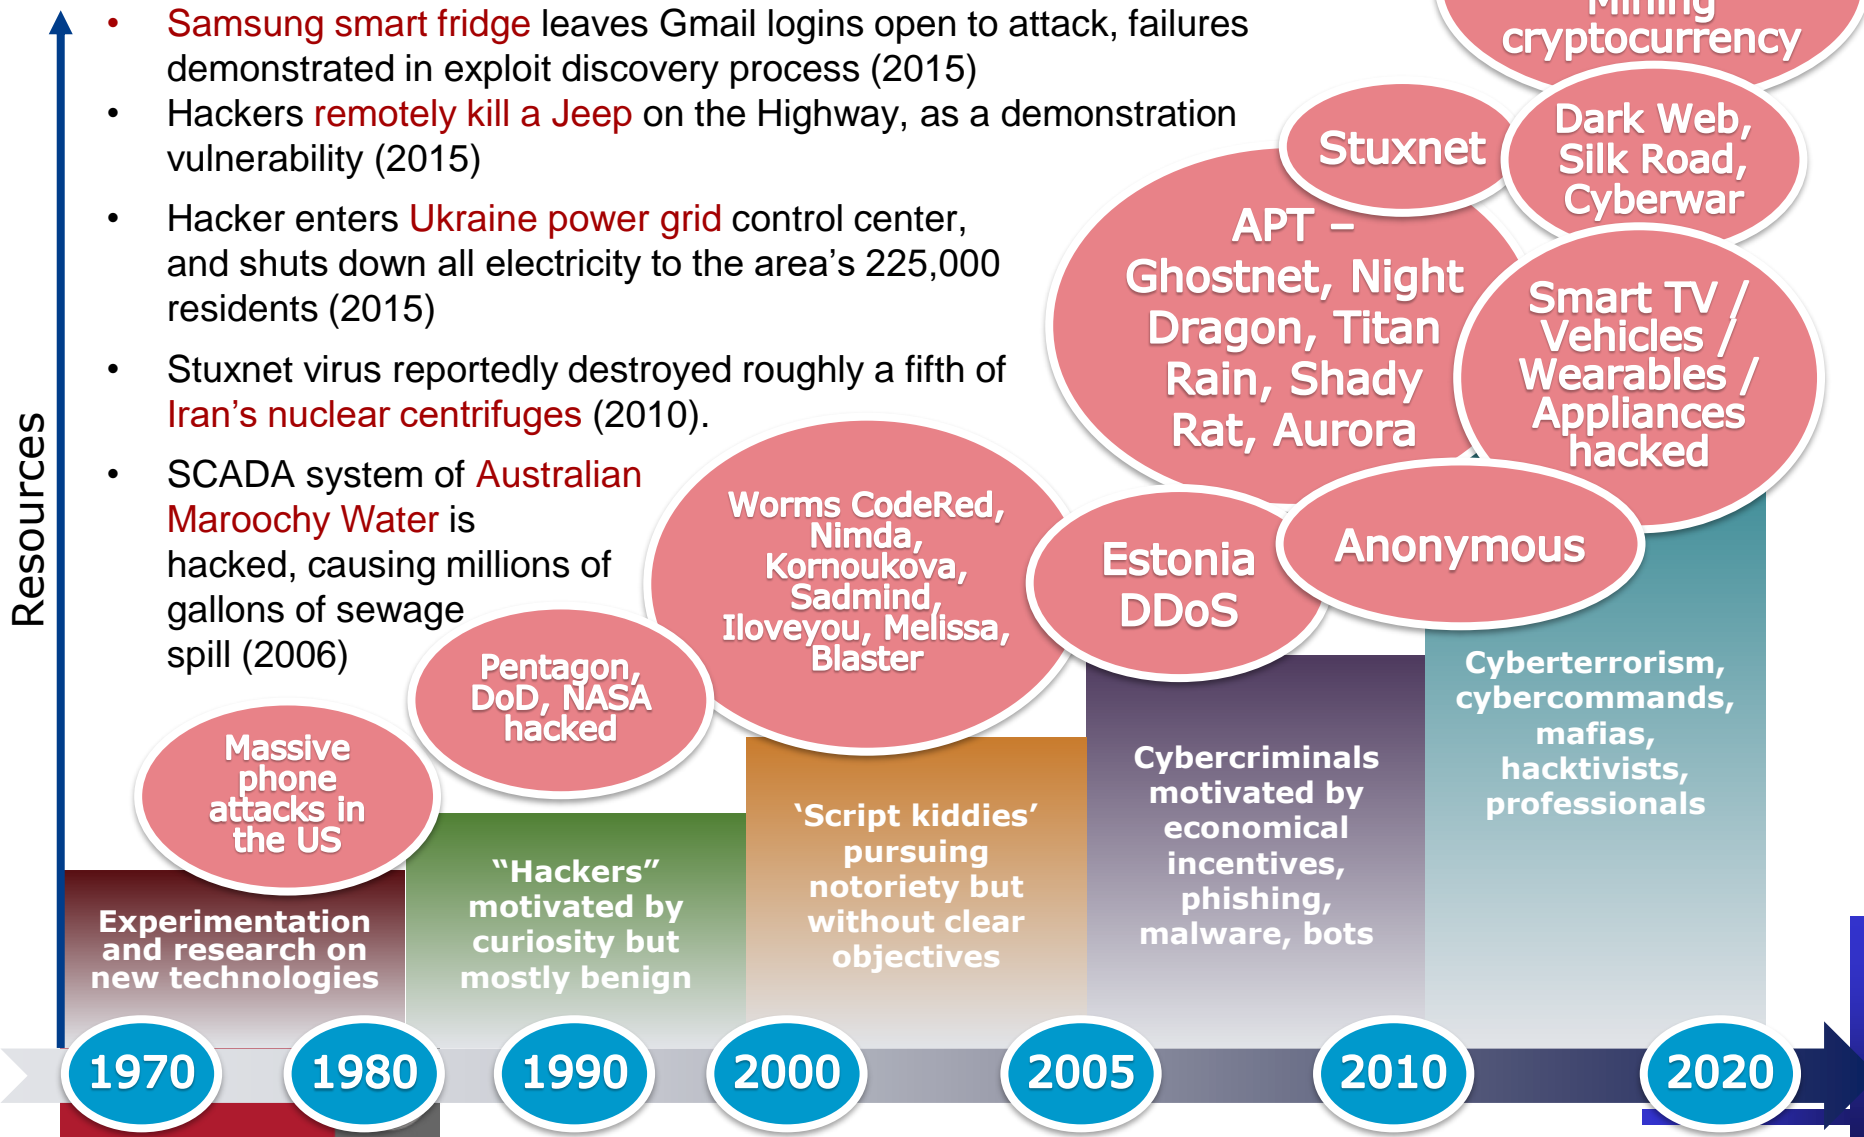 Samsung smart fridge leaves Gmail logins open to attack, failures
demonstrated in exploit discovery process (2015)
Hackers remotely kill a Jeep on the Highway, as a demonstration
vulnerability (2015)
Hacker enters Ukraine power grid control center,
and shuts down all electricity to the area's 225,000
residents (2015)
Stuxnet virus reportedly destroyed roughly a fifth of
Iran's nuclear centrifuges (2010).
SCADA system of Australian
Maroochy Water is
hacked, causing millions of
gallons of sewage
spill (2006)
Resources
Mining
cryptocurrency
Stuxnet
Dark Web,
Silk Road,
Cyberwar
APT –
Ghostnet, Night
Dragon, Titan
Rain, Shady
Rat, Aurora
Smart TV /
Vehicles /
Wearables /
Appliances
hacked
Worms CodeRed,
Nimda,
Kornoukova,
Sadmind,
Iloveyou, Melissa,
Blaster
Estonia
DDoS
Anonymous
Pentagon,
DoD, NASA
hacked
Massive
phone
attacks in
the US
Experimentation
and research on
new technologies
"Hackers"
motivated by
curiosity but
mostly benign
'Script kiddies'
pursuing
notoriety but
without clear
objectives
Cybercriminals
motivated by
economical
incentives,
phishing,
malware, bots
Cyberterrorism,
cybercommands,
mafias,
hacktivists,
professionals
1970
1980
1990
2000
2005
2010
2020